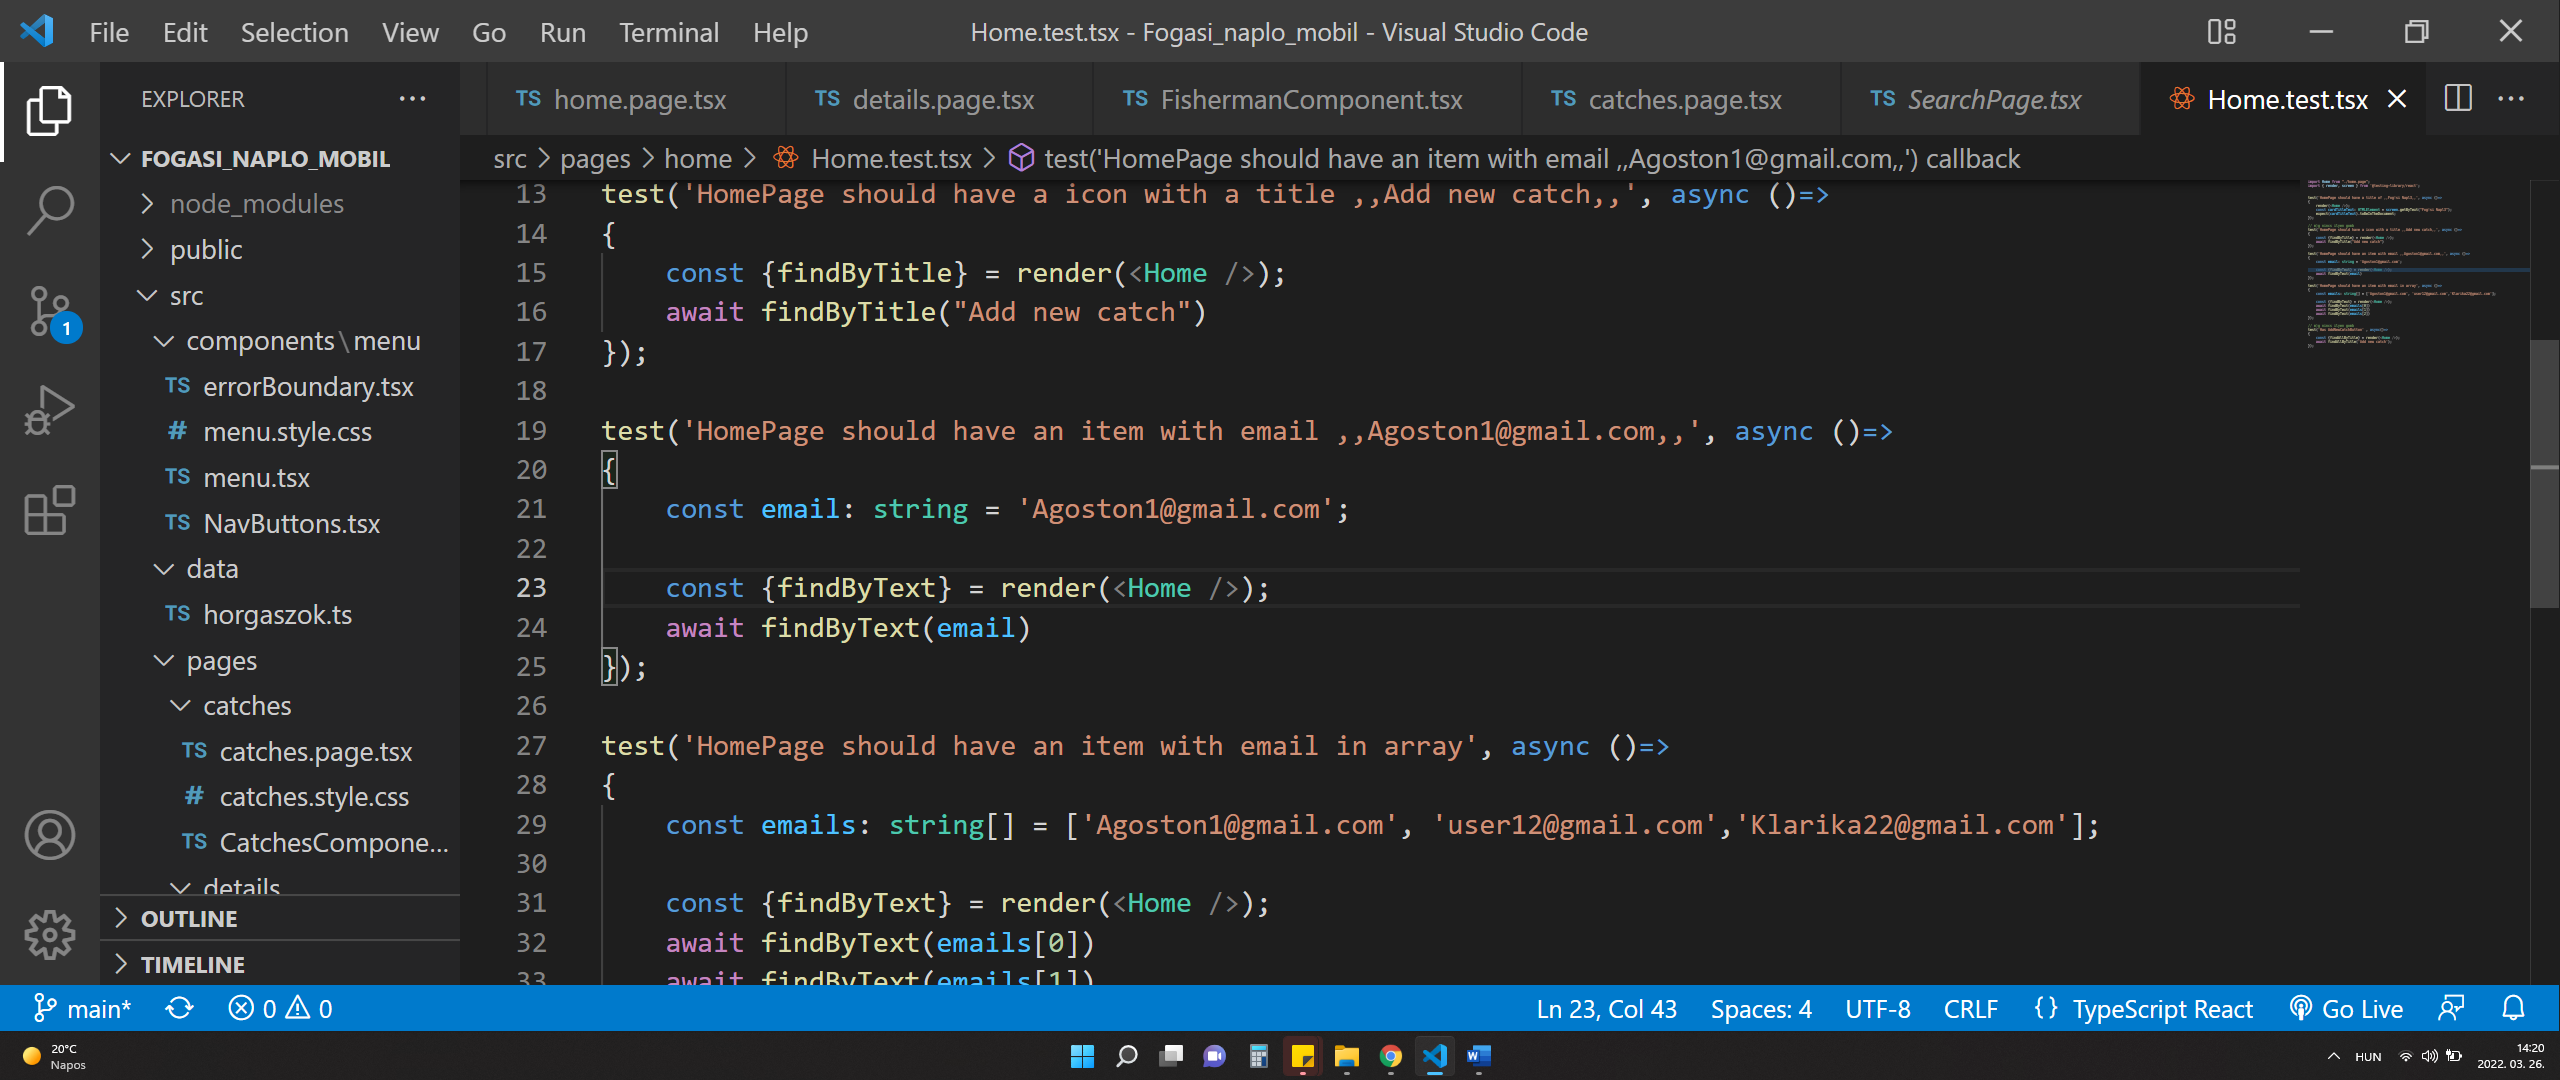 File Edit Selection View Go Run Terminal Help
Home.test.tsx - Fogasi_naplo_mobil - Visual Studio Code
EXPLORER
TS home.page.tsx
TS details.page.tsx
TS FishermanComponent.tsx
TS catches.page.tsx
TS SearchPage.tsx
Home.test.tsx
src > pages > home > Home.test.tsx > test('HomePage should have an item with email ,,Agoston1@gmail.com,,') callback
FOGASI_NAPLO_MOBIL
node_modules
public
src
components\menu
TS errorBoundary.tsx
# menu.style.css
TS menu.tsx
TS NavButtons.tsx
data
TS horgaszok.ts
pages
catches
TS catches.page.tsx
# catches.style.css
TS CatchesCompone...
details
OUTLINE
TIMELINE
1
13 test('HomePage should have a icon with a title ,,Add new catch,,', async ()=>
14 {
15 const {findByTitle} = render(<Home />);
16 await findByTitle("Add new catch")
17 });
18
19 test('HomePage should have an item with email ,,Agoston1@gmail.com,,', async ()=>
20 {
21 const email: string = 'Agoston1@gmail.com';
22
23 const {findByText} = render(<Home />);
24 await findByText(email)
25 });
26
27 test('HomePage should have an item with email in array', async ()=>
28 {
29 const emails: string[] = ['Agoston1@gmail.com', 'user12@gmail.com','Klarika22@gmail.com'];
30
31 const {findByText} = render(<Home />);
32 await findByText(emails[0])
33 await findByText(emails[1])
main* 0 0
Ln 23, Col 43 Spaces: 4 UTF-8 CRLF {} TypeScript React Go Live
20°C
Napos
HUN
14:20
2022. 03. 26.